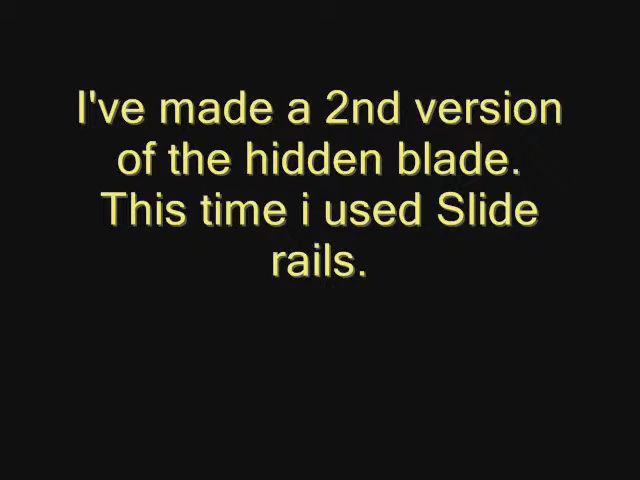 I've made a 2nd version
of the hidden blade.
This time i used Slide
rails.